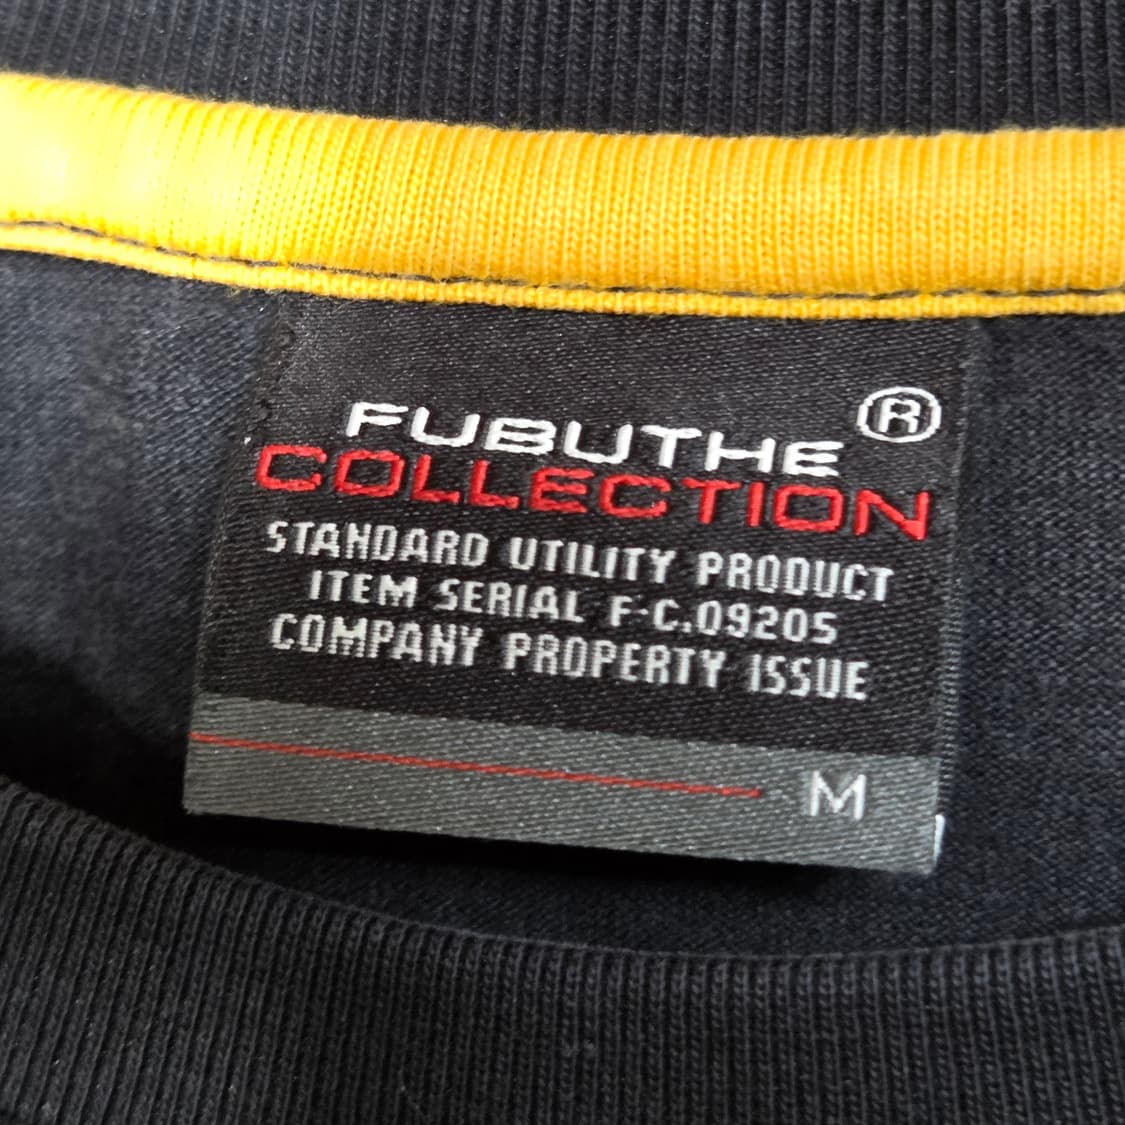 FUBUTHE ®
COLLECTION
STANDARD UTILITY PRODUCT
ITEM SERIAL F-C.09205
COMPANY PROPERTY ISSUE
M